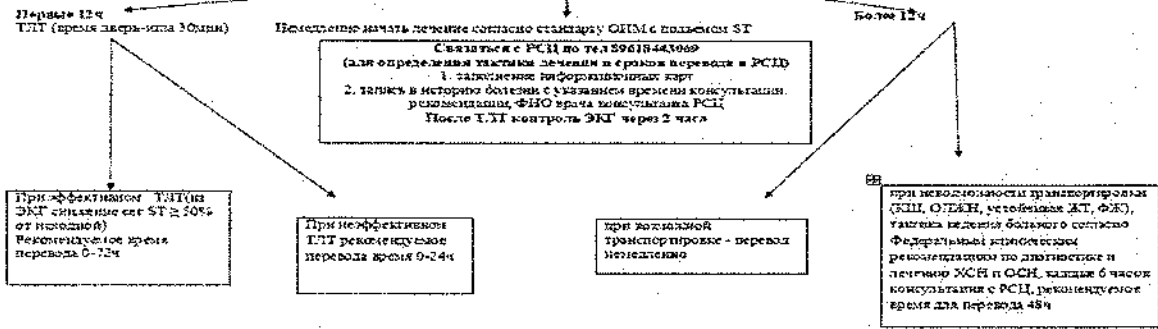 Первые 12ч
ТЛТ (время дверь-игла 30мин)
Немедленно начать лечение согласно стандарту ОИМ с подъемом ST
Более 12ч
Связаться с РСЦ по тел 89618443069
(для определения тактики лечения и сроков перевода в РСЦ)
1. заполнение информационных карт
2. запись в историю болезни с указанием времени консультации,
рекомендации, ФИО врача консультанта РСЦ
После ТЛТ контроль ЭКГ через 2 часа
При эффективном ТЛТ(на
ЭКГ снижение сег ST ≥ 50%
от исходной)
Рекомендуемое время
перевода 0-72ч
При неэффективном
ТЛТ рекомендуемое
перевода время 0-24ч
при возможной
транспортировке - перевод
немедленно
при невозможности транспортировки
(КШ, ОЛЖН, устойчивая ЖТ, ФЖ),
тактика ведения больного согласно
Федеральным клиническим
рекомендациям по диагностике и
лечению ХСН и ОСН, каждые 6 часов
консультация с РСЦ, рекомендуемое
время для перевода 48ч